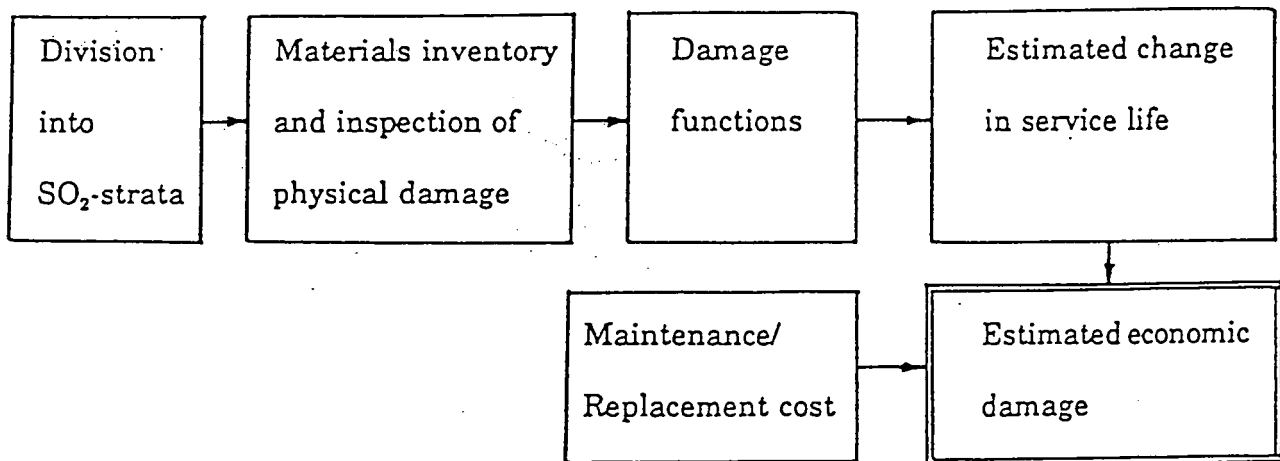 Division
into
SO₂-strata
Materials inventory
and inspection of
physical damage
Damage
functions
Estimated change
in service life
Maintenance/
Replacement cost
Estimated economic
damage